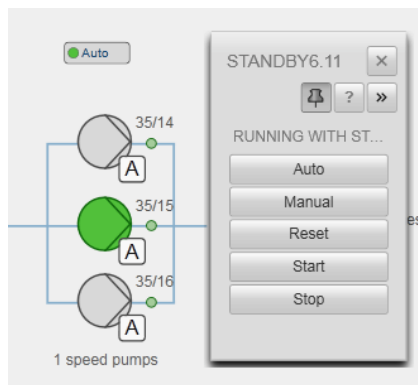 Auto
STANDBY6.11
?
»
RUNNING WITH ST...
35/14
A
35/15
A
35/16
A
1 speed pumps
Auto
Manual
Reset
Start
Stop
es